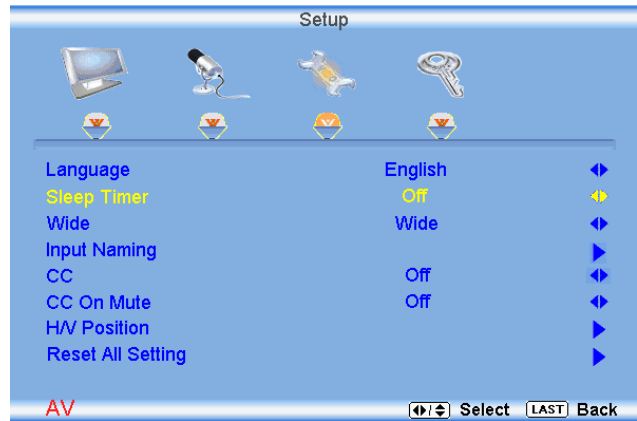 Setup
Language English
Sleep Timer Off
Wide Wide
Input Naming
CC Off
CC On Mute Off
H/V Position
Reset All Setting
AV Select LAST Back